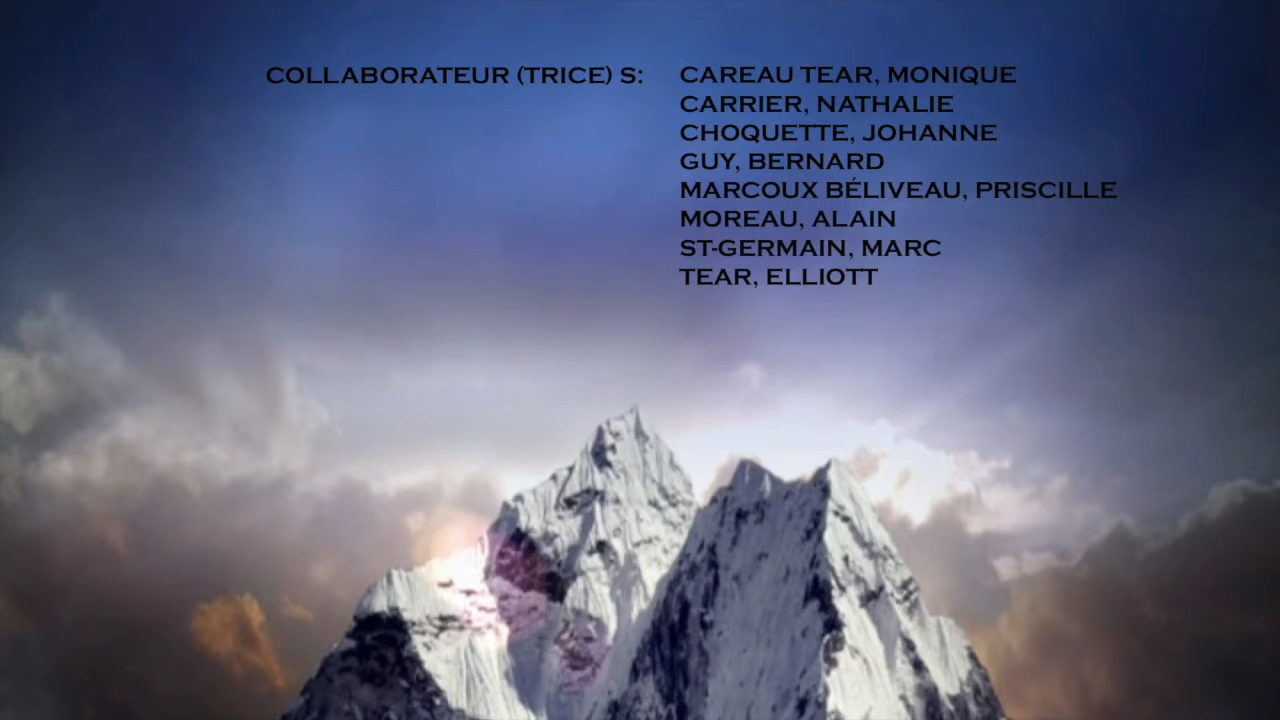 COLLABORATEUR (TRICE) S: CAREAU TEAR, MONIQUE
CARRIER, NATHALIE
CHOQUETTE, JOHANNE
GUY, BERNARD
MARCOUX BÉLIVEAU, PRISCILLE
MOREAU, ALAIN
ST-GERMAIN, MARC
TEAR, ELLIOTT